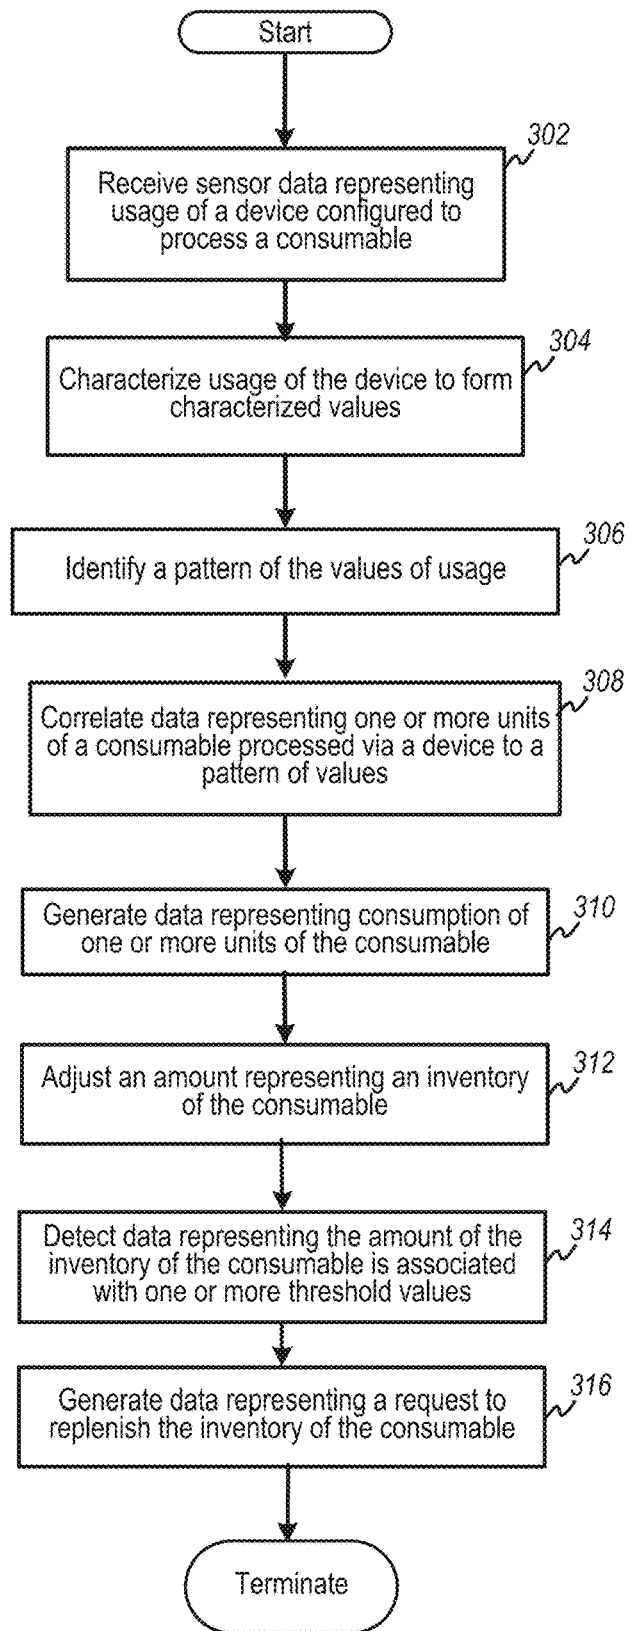 Start
302
Receive sensor data representing
usage of a device configured to
process a consumable
304
Characterize usage of the device to form
characterized values
306
Identify a pattern of the values of usage
308
Correlate data representing one or more units
of a consumable processed via a device to a
pattern of values
310
Generate data representing consumption of
one or more units of the consumable
312
Adjust an amount representing an inventory
of the consumable
314
Detect data representing the amount of the
inventory of the consumable is associated
with one or more threshold values
316
Generate data representing a request to
replenish the inventory of the consumable
Terminate